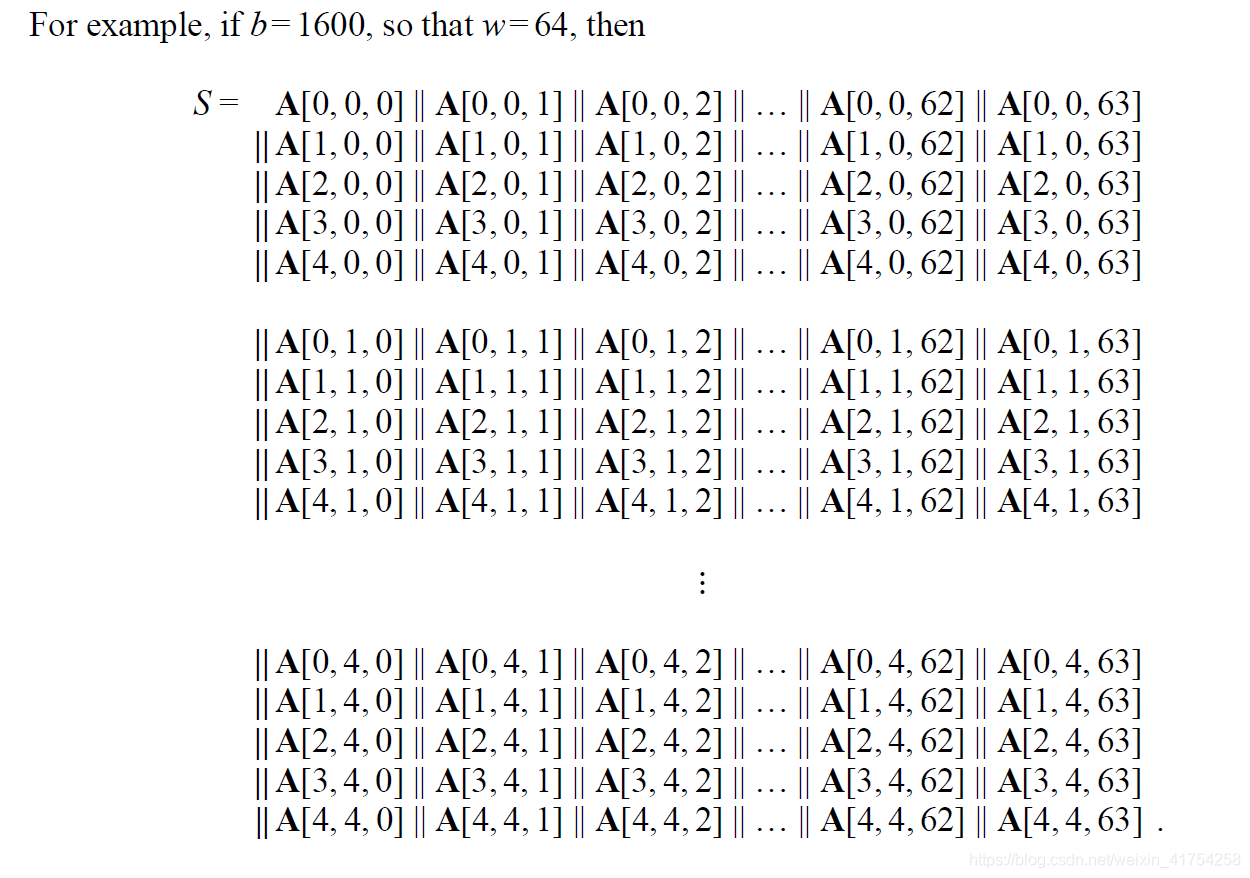 For example, if b=1600, so that w=64, then
S= A[0,0,0] || A[0,0,1] || A[0,0,2] || … || A[0,0,62] || A[0,0,63]
|| A[1,0,0] || A[1,0,1] || A[1,0,2] || … || A[1,0,62] || A[1,0,63]
|| A[2,0,0] || A[2,0,1] || A[2,0,2] || … || A[2,0,62] || A[2,0,63]
|| A[3,0,0] || A[3,0,1] || A[3,0,2] || … || A[3,0,62] || A[3,0,63]
|| A[4,0,0] || A[4,0,1] || A[4,0,2] || … || A[4,0,62] || A[4,0,63]
|| A[0,1,0] || A[0,1,1] || A[0,1,2] || … || A[0,1,62] || A[0,1,63]
|| A[1,1,0] || A[1,1,1] || A[1,1,2] || … || A[1,1,62] || A[1,1,63]
|| A[2,1,0] || A[2,1,1] || A[2,1,2] || … || A[2,1,62] || A[2,1,63]
|| A[3,1,0] || A[3,1,1] || A[3,1,2] || … || A[3,1,62] || A[3,1,63]
|| A[4,1,0] || A[4,1,1] || A[4,1,2] || … || A[4,1,62] || A[4,1,63]
⋮
|| A[0,4,0] || A[0,4,1] || A[0,4,2] || … || A[0,4,62] || A[0,4,63]
|| A[1,4,0] || A[1,4,1] || A[1,4,2] || … || A[1,4,62] || A[1,4,63]
|| A[2,4,0] || A[2,4,1] || A[2,4,2] || … || A[2,4,62] || A[2,4,63]
|| A[3,4,0] || A[3,4,1] || A[3,4,2] || … || A[3,4,62] || A[3,4,63]
|| A[4,4,0] || A[4,4,1] || A[4,4,2] || … || A[4,4,62] || A[4,4,63] .
https://blog.csdn.net/weixin_41754258